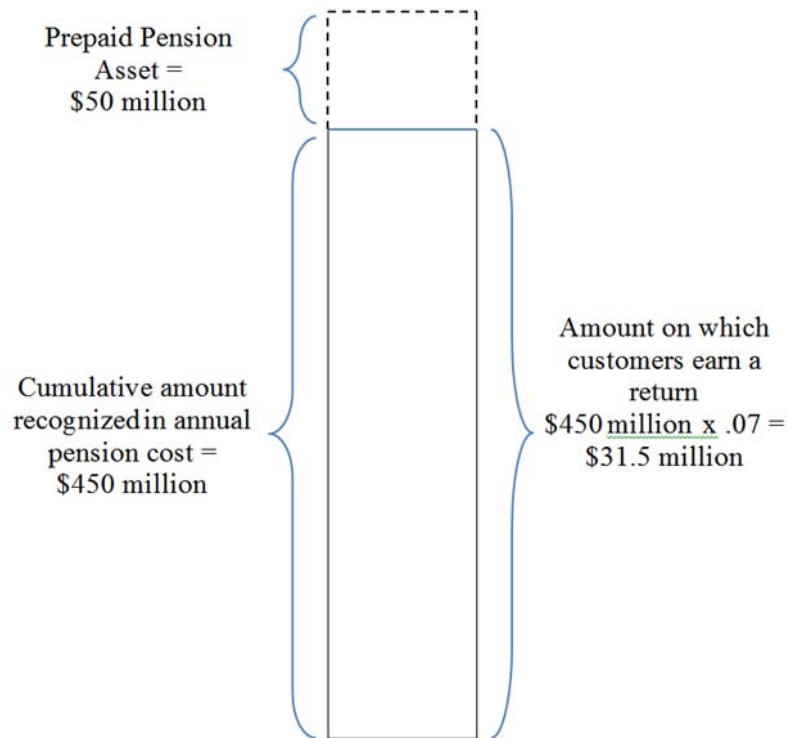 Prepaid Pension
Asset =
$50 million
Cumulative amount
recognized in annual
pension cost =
$450 million
Amount on which
customers earn a
return
$450 million x .07 =
$31.5 million